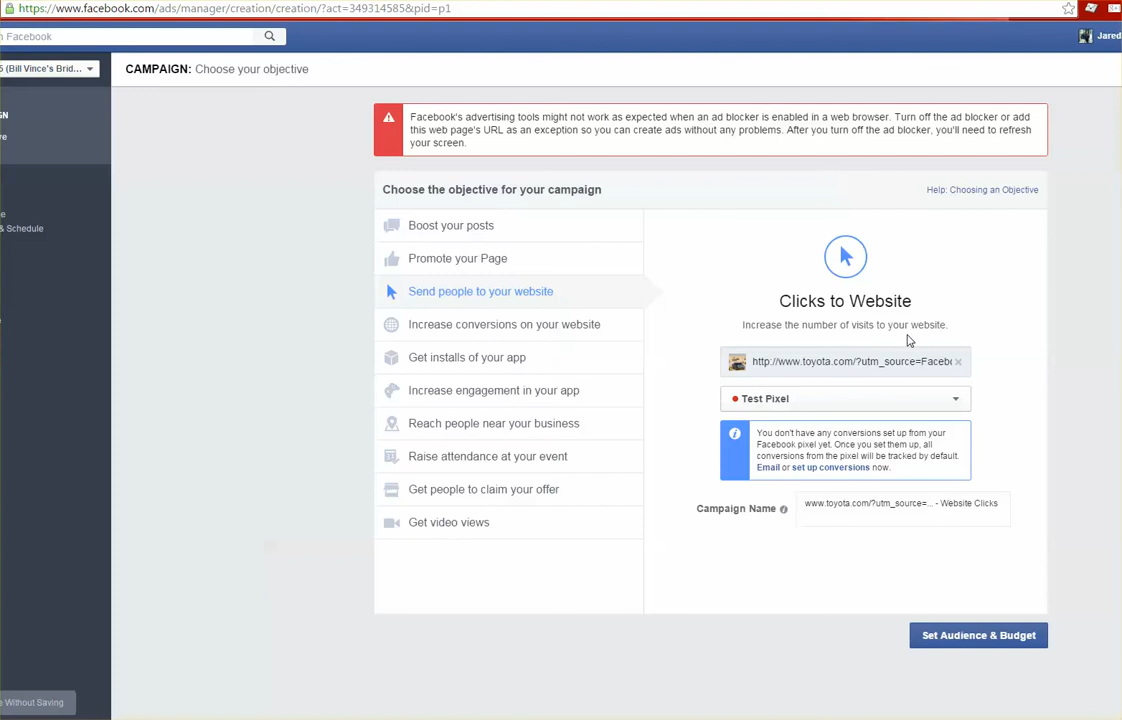 https://www.facebook.com/ads/manager/creation/creation/?act=349314585&pid=p1
Facebook
Jared
5 (Bill Vince's Brid...
CAMPAIGN: Choose your objective
Facebook's advertising tools might not work as expected when an ad blocker is enabled in a web browser. Turn off the ad blocker or add
this web page's URL as an exception so you can create ads without any problems. After you turn off the ad blocker, you'll need to refresh
your screen.
Choose the objective for your campaign
Help: Choosing an Objective
Boost your posts
Promote your Page
Send people to your website
Increase conversions on your website
Get installs of your app
Increase engagement in your app
Reach people near your business
Raise attendance at your event
Get people to claim your offer
Get video views
Clicks to Website
Increase the number of visits to your website.
http://www.toyota.com/?utm_source=Facebo
Test Pixel
You don't have any conversions set up from your
Facebook pixel yet. Once you set them up, all
conversions from the pixel will be tracked by default.
Email or set up conversions now.
Campaign Name
www.toyota.com/?utm_source=... - Website Clicks
Set Audience & Budget
& Schedule
Without Saving